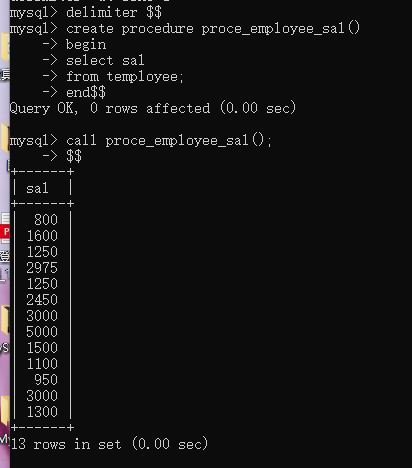 mysql> delimiter $$
mysql> create procedure proce_employee_sal()
    -> begin
    -> select sal
    -> from temployee;
    -> end$$
Query OK, 0 rows affected (0.00 sec)
mysql> call proce_employee_sal();
    -> $$
+------+
| sal  |
+------+
|  800 |
| 1600 |
| 1250 |
| 2975 |
| 1250 |
| 2450 |
| 3000 |
| 5000 |
| 1500 |
| 1100 |
|  950 |
| 3000 |
| 1300 |
+------+
13 rows in set (0.00 sec)